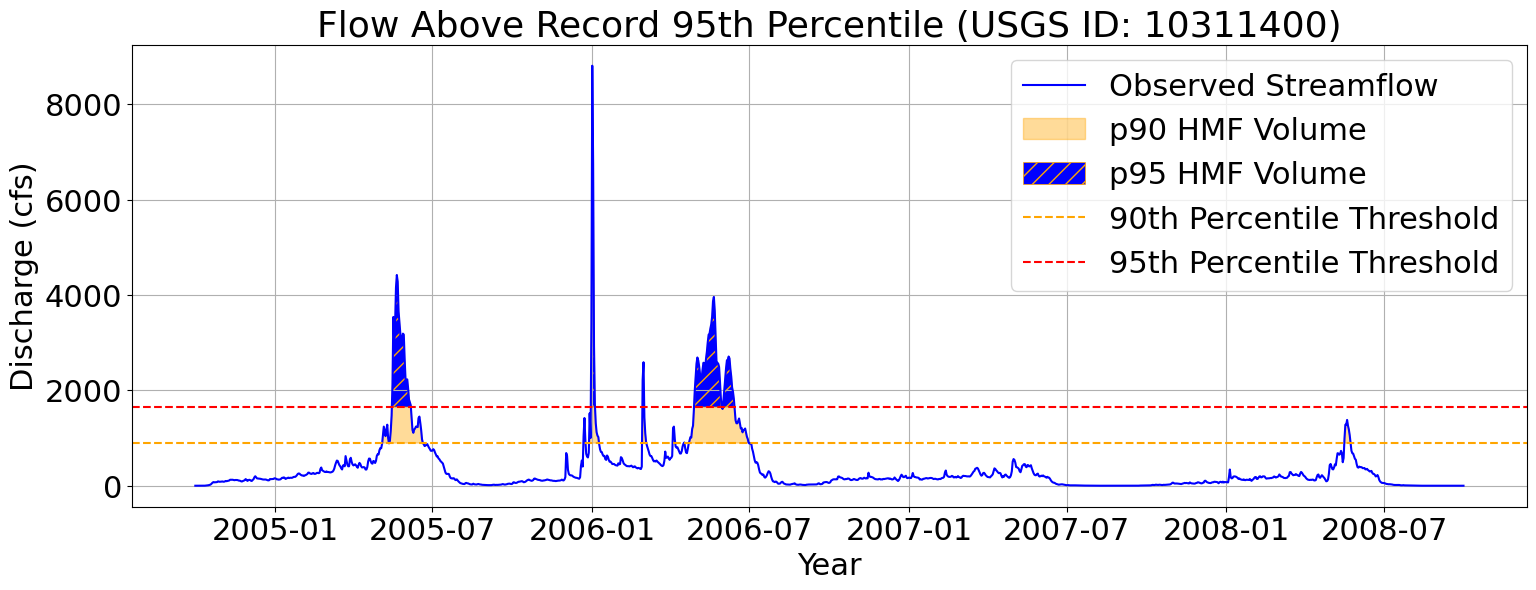 Flow Above Record 95th Percentile (USGS ID: 10311400)
Discharge (cfs)
8000
6000
4000
2000
0
Observed Streamflow
p90 HMF Volume
p95 HMF Volume
90th Percentile Threshold
95th Percentile Threshold
2005-01 2005-07 2006-01 2006-07 2007-01 2007-07 2008-01 2008-07
Year